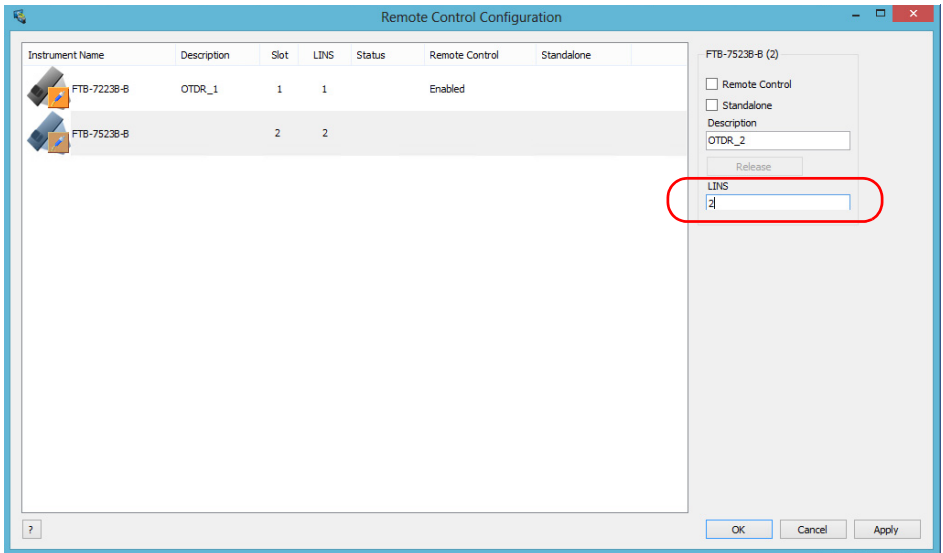 Remote Control Configuration
Instrument Name Description Slot LINS Status Remote Control Standalone
FTB-7223B-B OTDR_1 1 1 Enabled
FTB-7523B-B 2 2
FTB-7523B-B (2)
Remote Control
Standalone
Description
OTDR_2
Release
LINS
2
? OK Cancel Apply